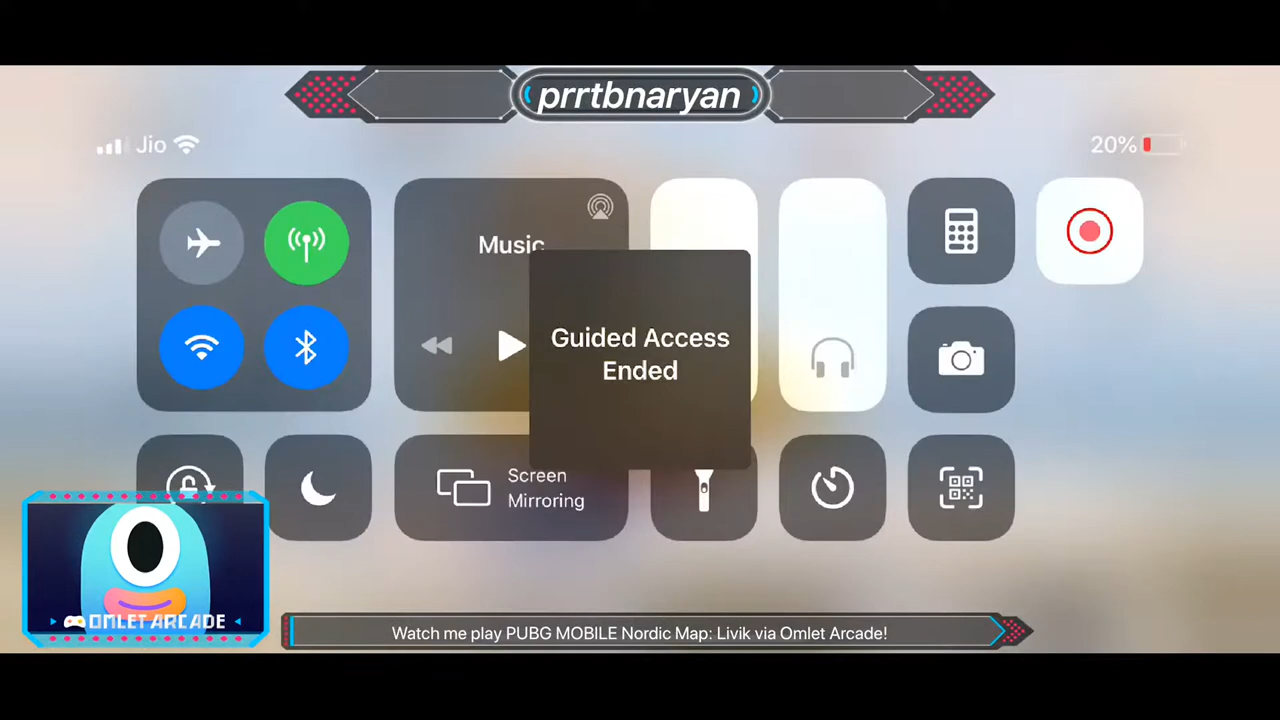 prrtbnaryan
Jio
20%
Music
Guided Access
Ended
Screen
Mirroring
OMLET ARCADE
Watch me play PUBG MOBILE Nordic Map: Livik via Omlet Arcade!